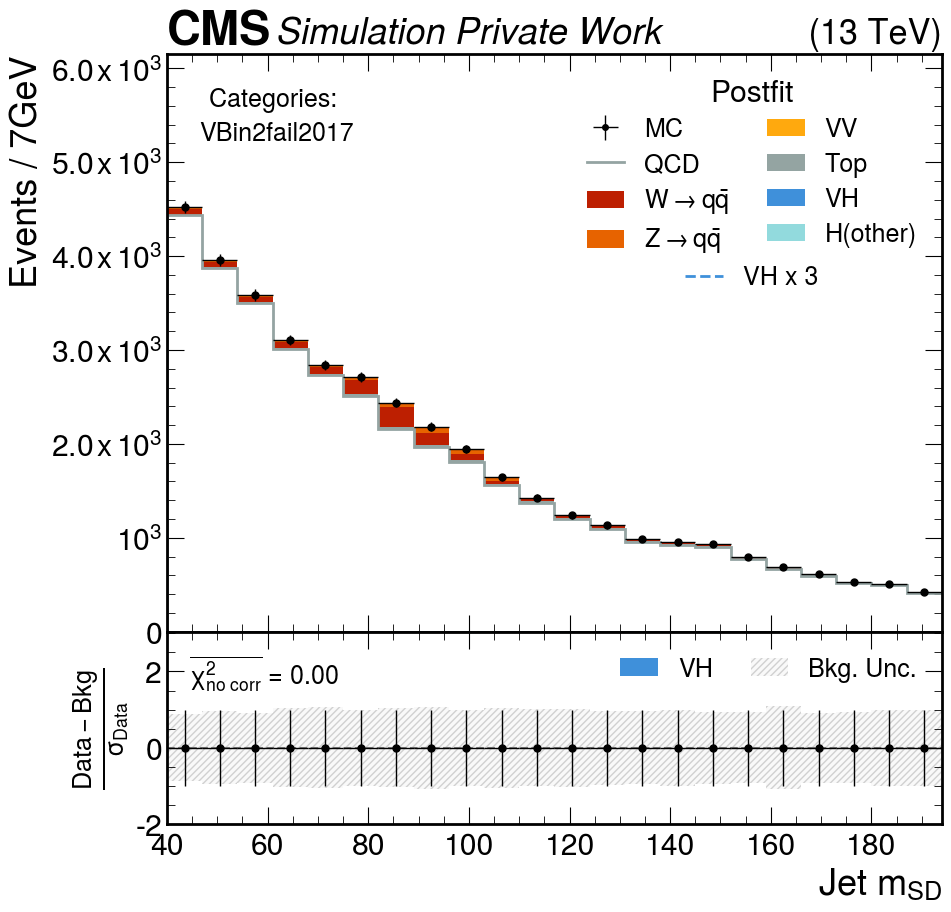 CMS Simulation Private Work (13 TeV)
Events / 7GeV
6.0 x 10³
5.0 x 10³
4.0 x 10³
3.0 x 10³
2.0 x 10³
10³
0
Categories:
VBin2fail2017
Postfit
MC
QCD
W → qq̄
Z → qq̄
VV
Top
VH
H(other)
VH x 3
Data − Bkg
σ_Data
2
0
-2
χ̅²_no corr = 0.00
VH
Bkg. Unc.
40 60 80 100 120 140 160 180
Jet m_SD